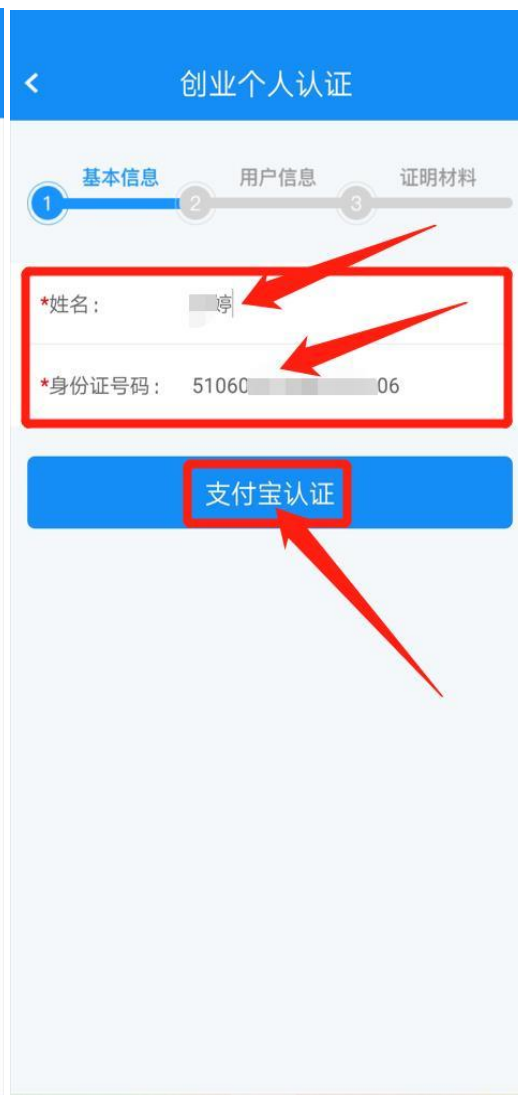 创业个人认证
基本信息 用户信息 证明材料
1 2 3
*姓名： 婷
*身份证号码： 51060 06
支付宝认证